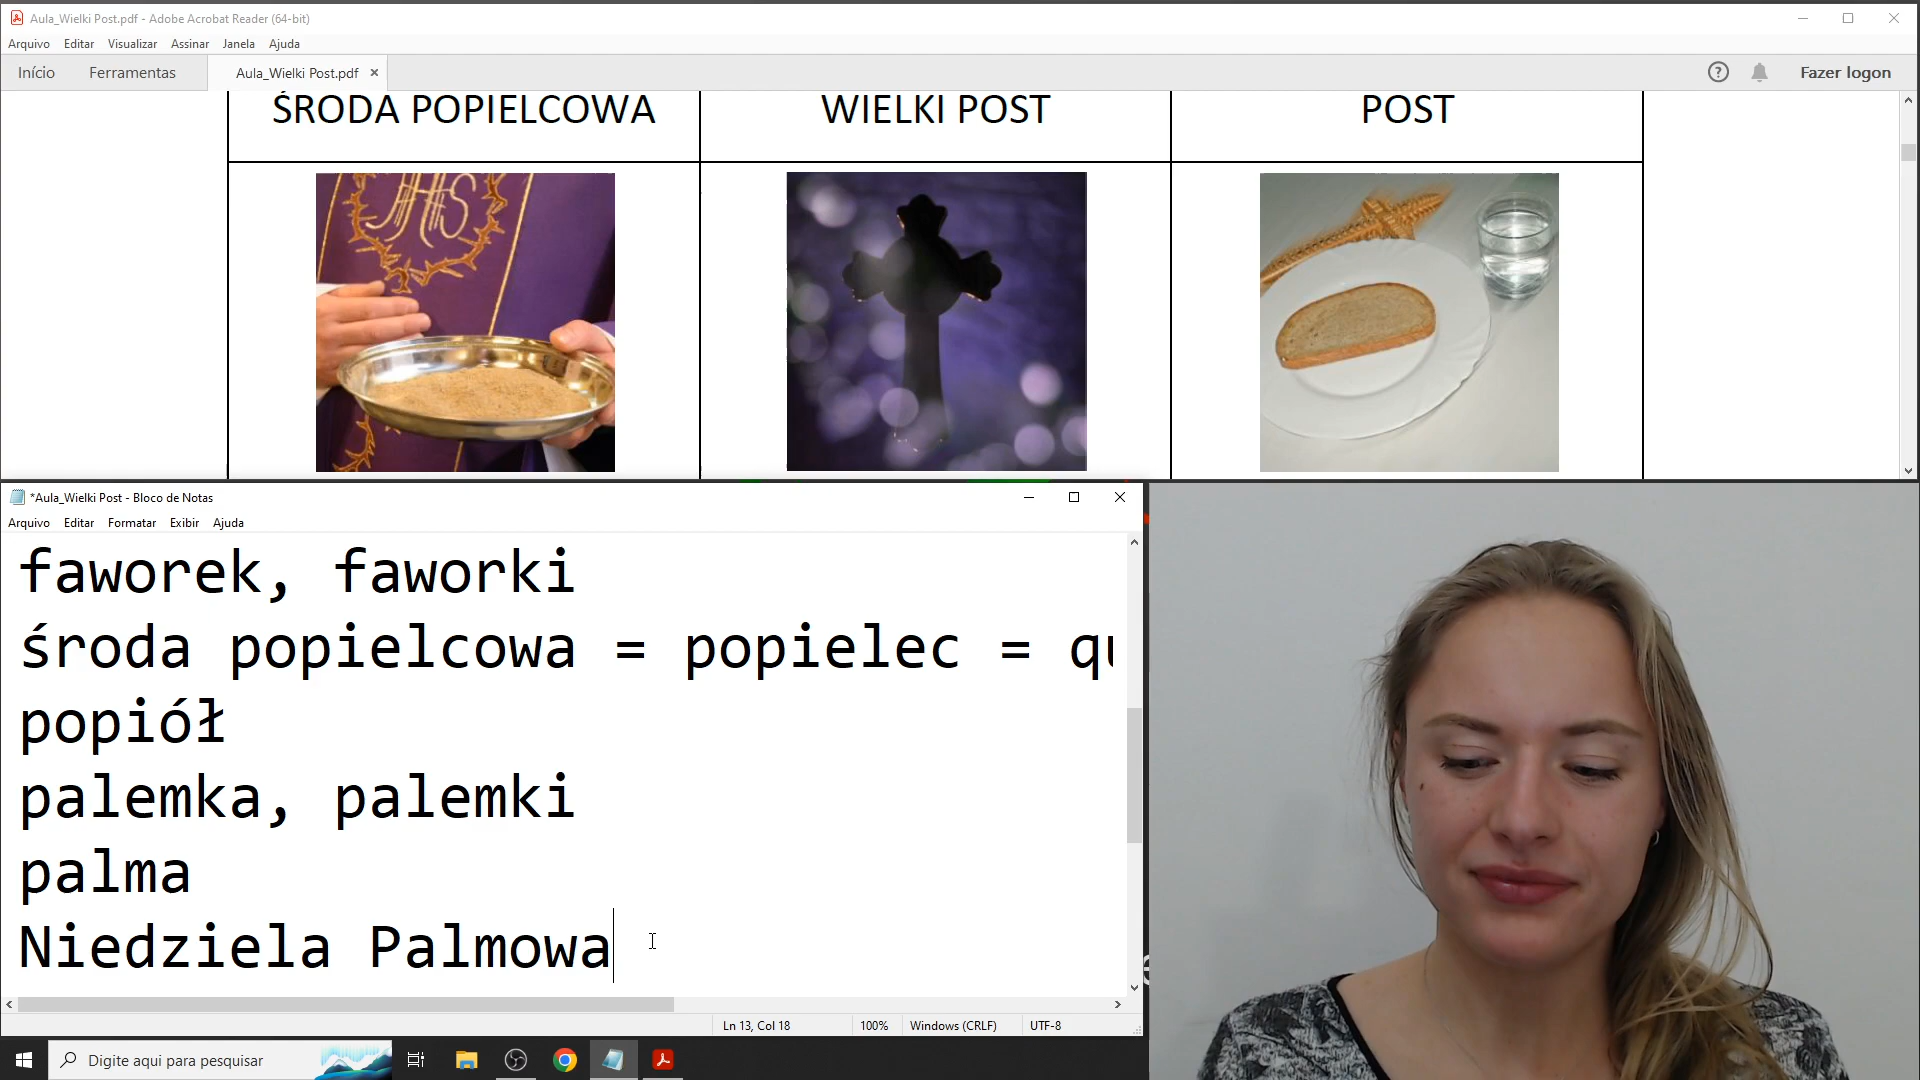 Aula_Wielki Post.pdf - Adobe Acrobat Reader (64-bit)
Arquivo Editar Visualizar Assinar Janela Ajuda
Início Ferramentas Aula_Wielki Post.pdf Fazer logon
ŚRODA POPIELCOWA WIELKI POST POST
*Aula_Wielki Post - Bloco de Notas
Arquivo Editar Formatar Exibir Ajuda
faworek, faworki
środa popielcowa = popielec = qu
popiół
palemka, palemki
palma
Niedziela Palmowa
Ln 13, Col 18 100% Windows (CRLF) UTF-8
Digite aqui para pesquisar